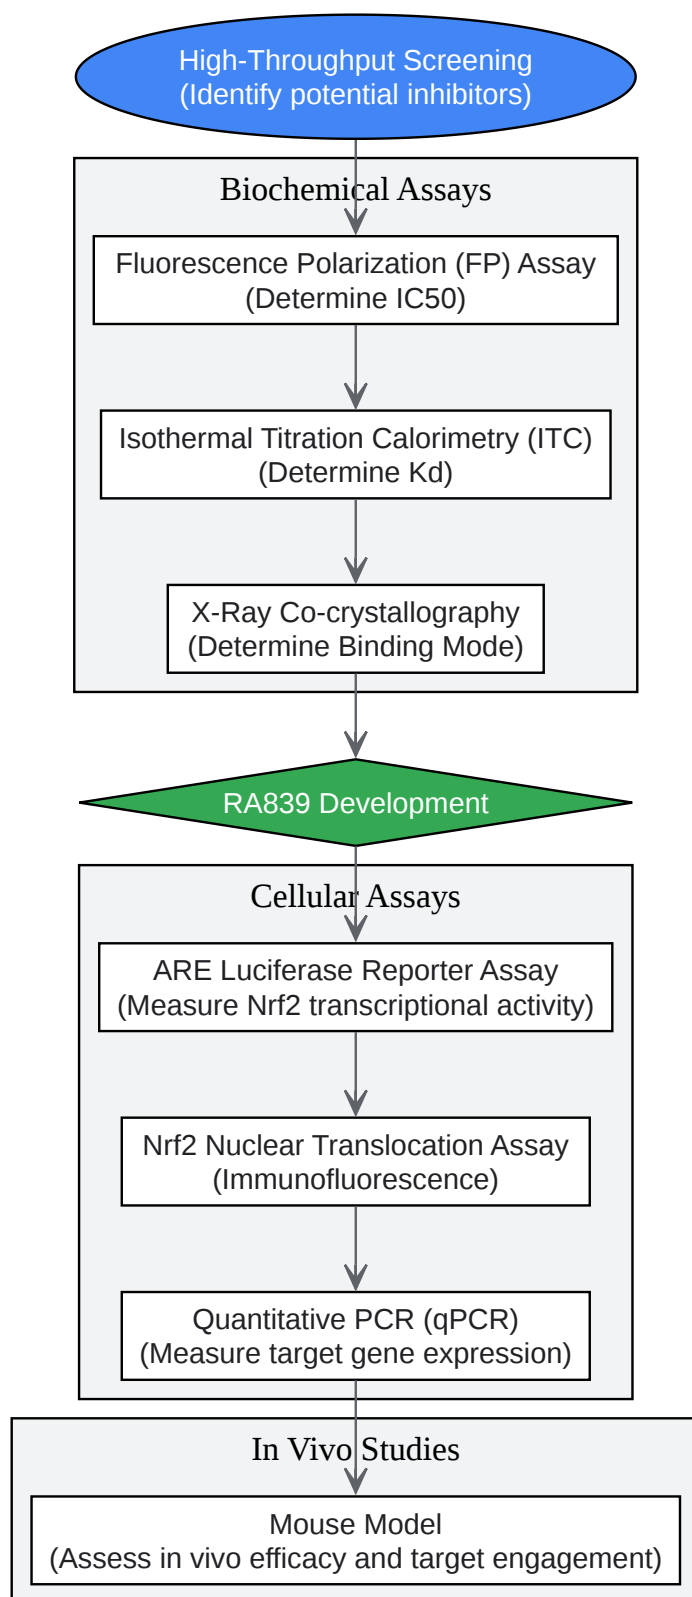 High-Throughput Screening
(Identify potential inhibitors)
Biochemical Assays
Fluorescence Polarization (FP) Assay
(Determine IC50)
Isothermal Titration Calorimetry (ITC)
(Determine Kd)
X-Ray Co-crystallography
(Determine Binding Mode)
RA839 Development
Cellular Assays
ARE Luciferase Reporter Assay
(Measure Nrf2 transcriptional activity)
Nrf2 Nuclear Translocation Assay
(Immunofluorescence)
Quantitative PCR (qPCR)
(Measure target gene expression)
In Vivo Studies
Mouse Model
(Assess in vivo efficacy and target engagement)